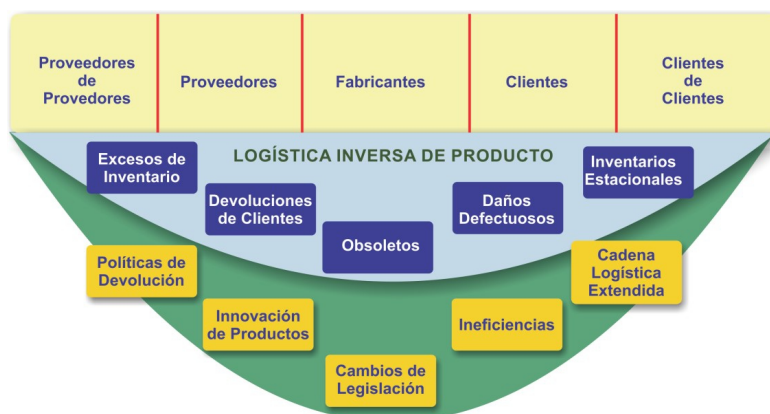 Proveedores
de
Provedores
Proveedores
Fabricantes
Clientes
Clientes
de
Clientes
LOGÍSTICA INVERSA DE PRODUCTO
Excesos de
Inventario
Devoluciones
de Clientes
Obsoletos
Daños
Defectuosos
Inventarios
Estacionales
Políticas de
Devolución
Innovación
de Productos
Cambios de
Legislación
Ineficiencias
Cadena
Logística
Extendida